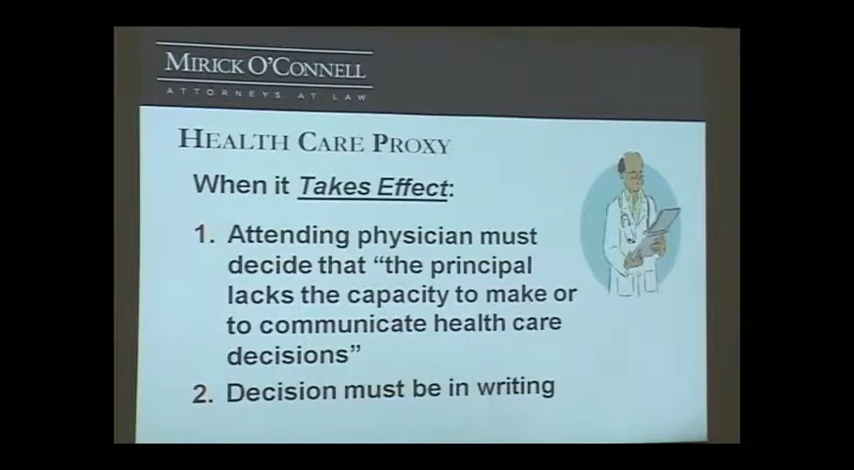 MIRICK O'CONNELL
ATTORNEYS AT LAW
HEALTH CARE PROXY
When it Takes Effect:
1. Attending physician must
decide that “the principal
lacks the capacity to make or
to communicate health care
decisions”
2. Decision must be in writing